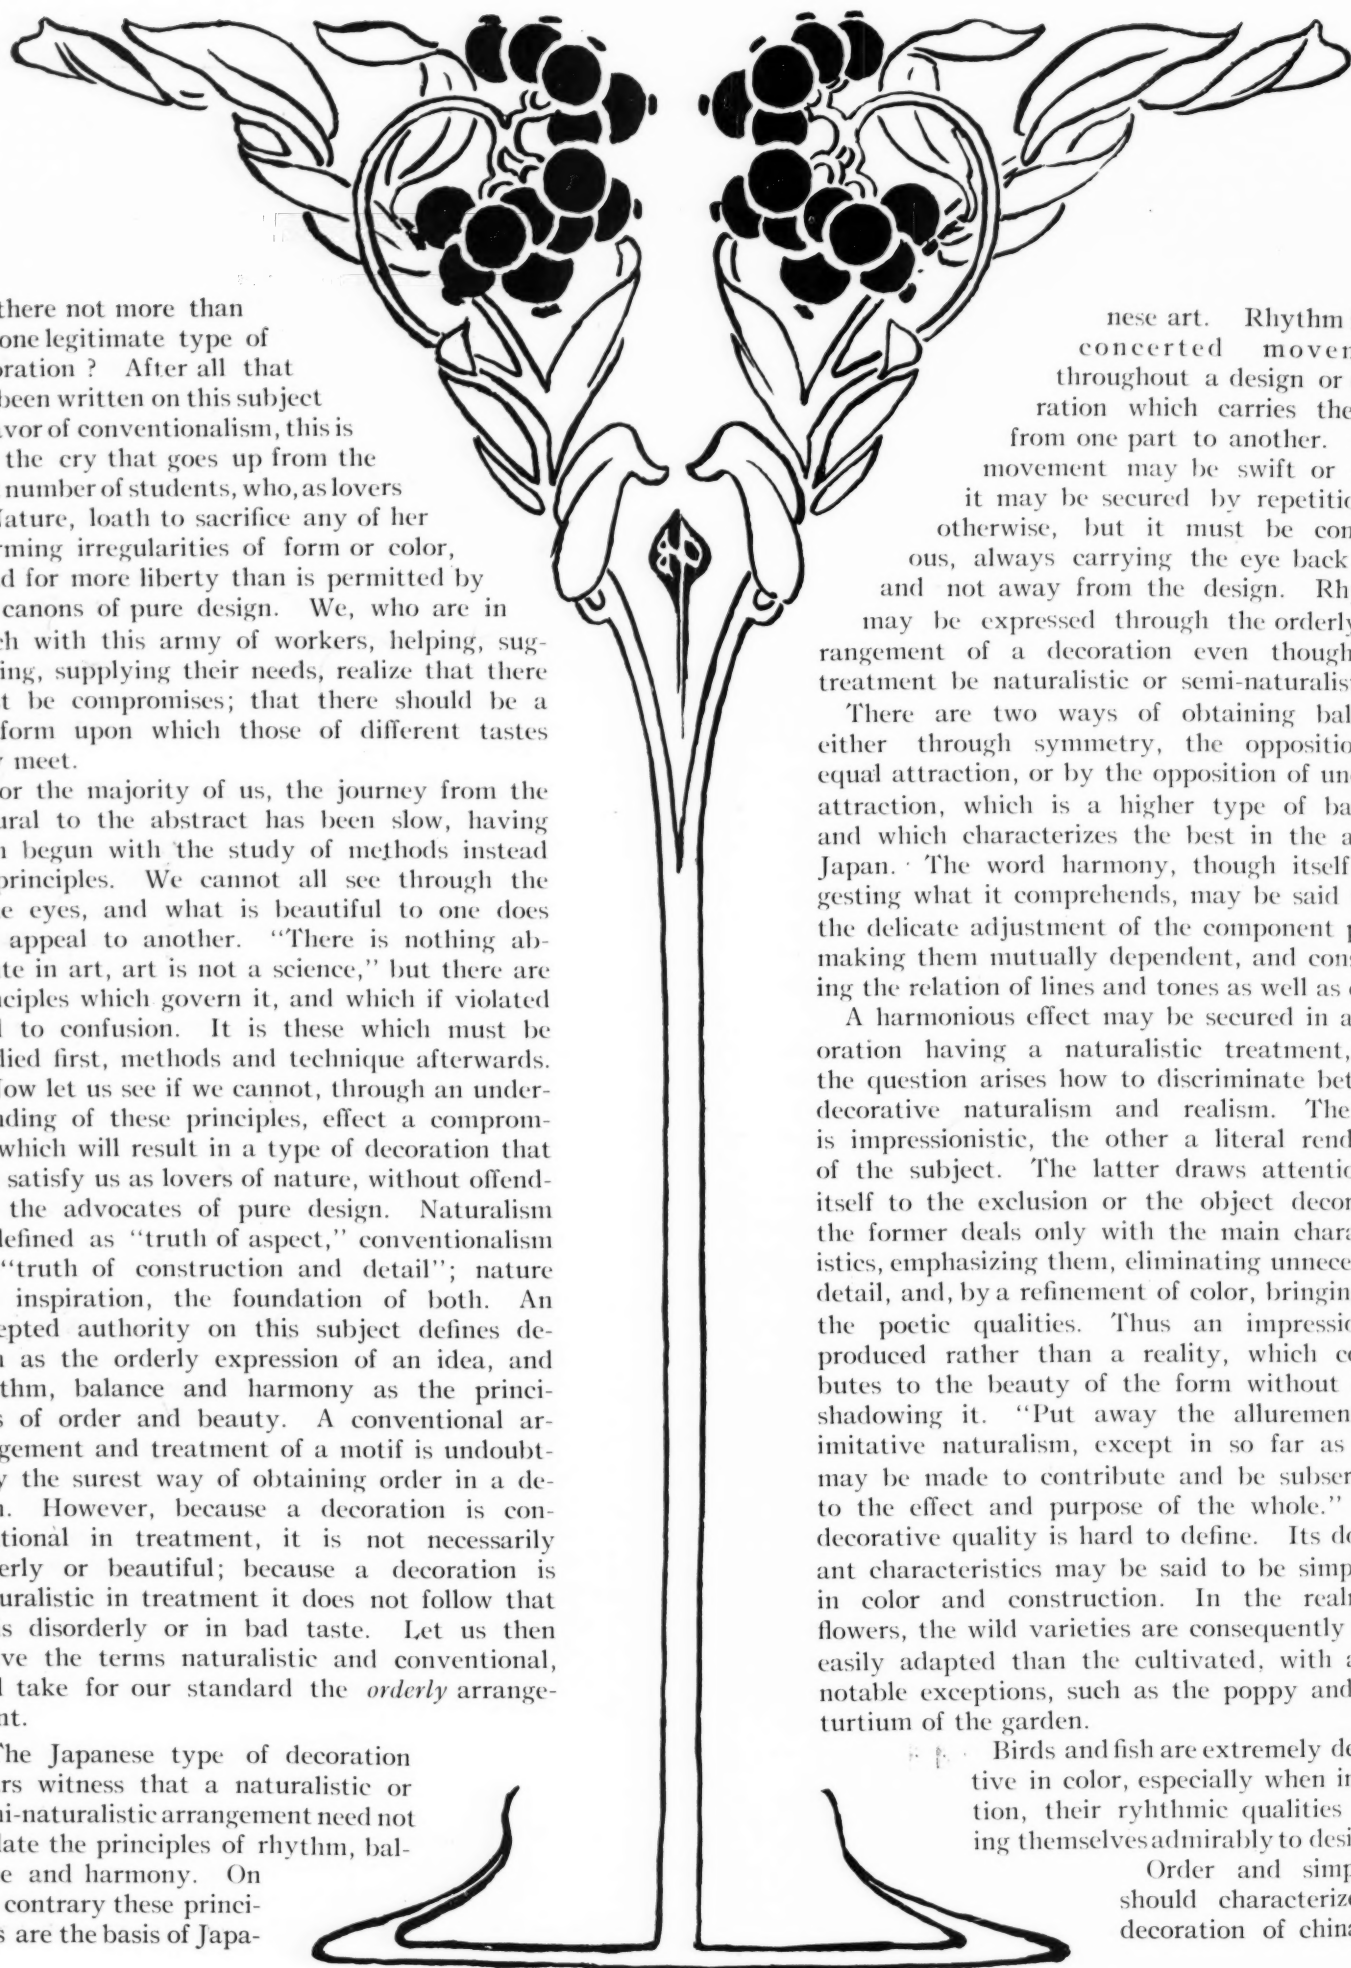 there not more than
one legitimate type of
oration ? After all that
been written on this subject
avor of conventionalism, this is
the cry that goes up from the
number of students, who, as lovers
Nature, loath to sacrifice any of her
rming irregularities of form or color,
d for more liberty than is permitted by
canons of pure design. We, who are in
ch with this army of workers, helping, sug-
ing, supplying their needs, realize that there
t be compromises; that there should be a
form upon which those of different tastes
y meet.
or the majority of us, the journey from the
ural to the abstract has been slow, having
n begun with the study of methods instead
principles. We cannot all see through the
e eyes, and what is beautiful to one does
appeal to another. "There is nothing ab-
te in art, art is not a science," but there are
ciples which govern it, and which if violated
l to confusion. It is these which must be
lied first, methods and technique afterwards.
Now let us see if we cannot, through an under-
nding of these principles, effect a comprom-
which will result in a type of decoration that
satisfy us as lovers of nature, without offend-
the advocates of pure design. Naturalism
defined as "truth of aspect," conventionalism
"truth of construction and detail"; nature
inspiration, the foundation of both. An
epted authority on this subject defines de-
n as the orderly expression of an idea, and
thm, balance and harmony as the princi-
s of order and beauty. A conventional ar-
gement and treatment of a motif is undoubt-
y the surest way of obtaining order in a de-
n. However, because a decoration is con-
tional in treatment, it is not necessarily
erly or beautiful; because a decoration is
uralistic in treatment it does not follow that
is disorderly or in bad taste. Let us then
ve the terms naturalistic and conventional,
d take for our standard the orderly arrange-
nt.
The Japanese type of decoration
rs witness that a naturalistic or
mi-naturalistic arrangement need not
late the principles of rhythm, bal-
e and harmony. On
contrary these princi-
s are the basis of Japa-
nese art. Rhythm
concerted movem
throughout a design or
ration which carries the
from one part to another.
movement may be swift or
it may be secured by repetitio
otherwise, but it must be con
ous, always carrying the eye back
and not away from the design. Rh
may be expressed through the orderly
rangement of a decoration even though
treatment be naturalistic or semi-naturalis
There are two ways of obtaining bal
either through symmetry, the oppositio
equal attraction, or by the opposition of un
attraction, which is a higher type of ba
and which characterizes the best in the a
Japan. The word harmony, though itself
gesting what it comprehends, may be said
the delicate adjustment of the component p
making them mutually dependent, and cons
ing the relation of lines and tones as well as c
A harmonious effect may be secured in a
oration having a naturalistic treatment,
the question arises how to discriminate bet
decorative naturalism and realism. The
is impressionistic, the other a literal rend
of the subject. The latter draws attentio
itself to the exclusion or the object decor
the former deals only with the main chara
istics, emphasizing them, eliminating unnece
detail, and, by a refinement of color, bringin
the poetic qualities. Thus an impressio
produced rather than a reality, which co
butes to the beauty of the form without
shadowing it. "Put away the alluremen
imitative naturalism, except in so far as
may be made to contribute and be subser
to the effect and purpose of the whole."
decorative quality is hard to define. Its do
ant characteristics may be said to be simp
in color and construction. In the realm
flowers, the wild varieties are consequently
easily adapted than the cultivated, with a
notable exceptions, such as the poppy and
turtium of the garden.
Birds and fish are extremely de
tive in color, especially when in
tion, their ryhthmic qualities
ing themselves admirably to desi
Order and simp
should characteriz
decoration of china